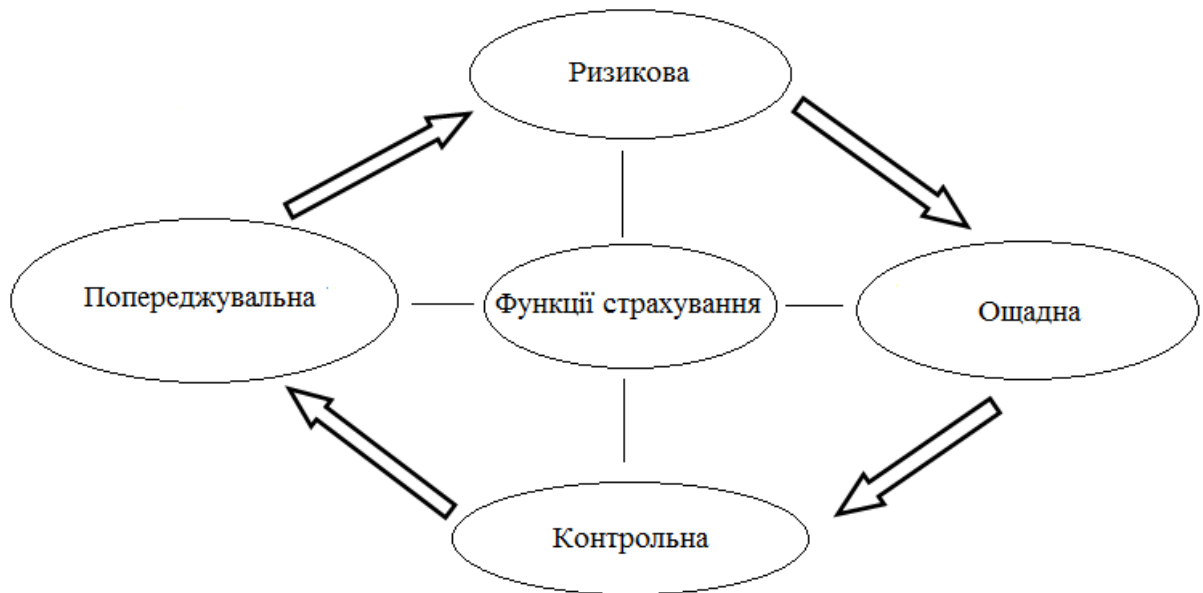 Ризикова
Попереджувальна
Функції страхування
Ощадна
Контрольна